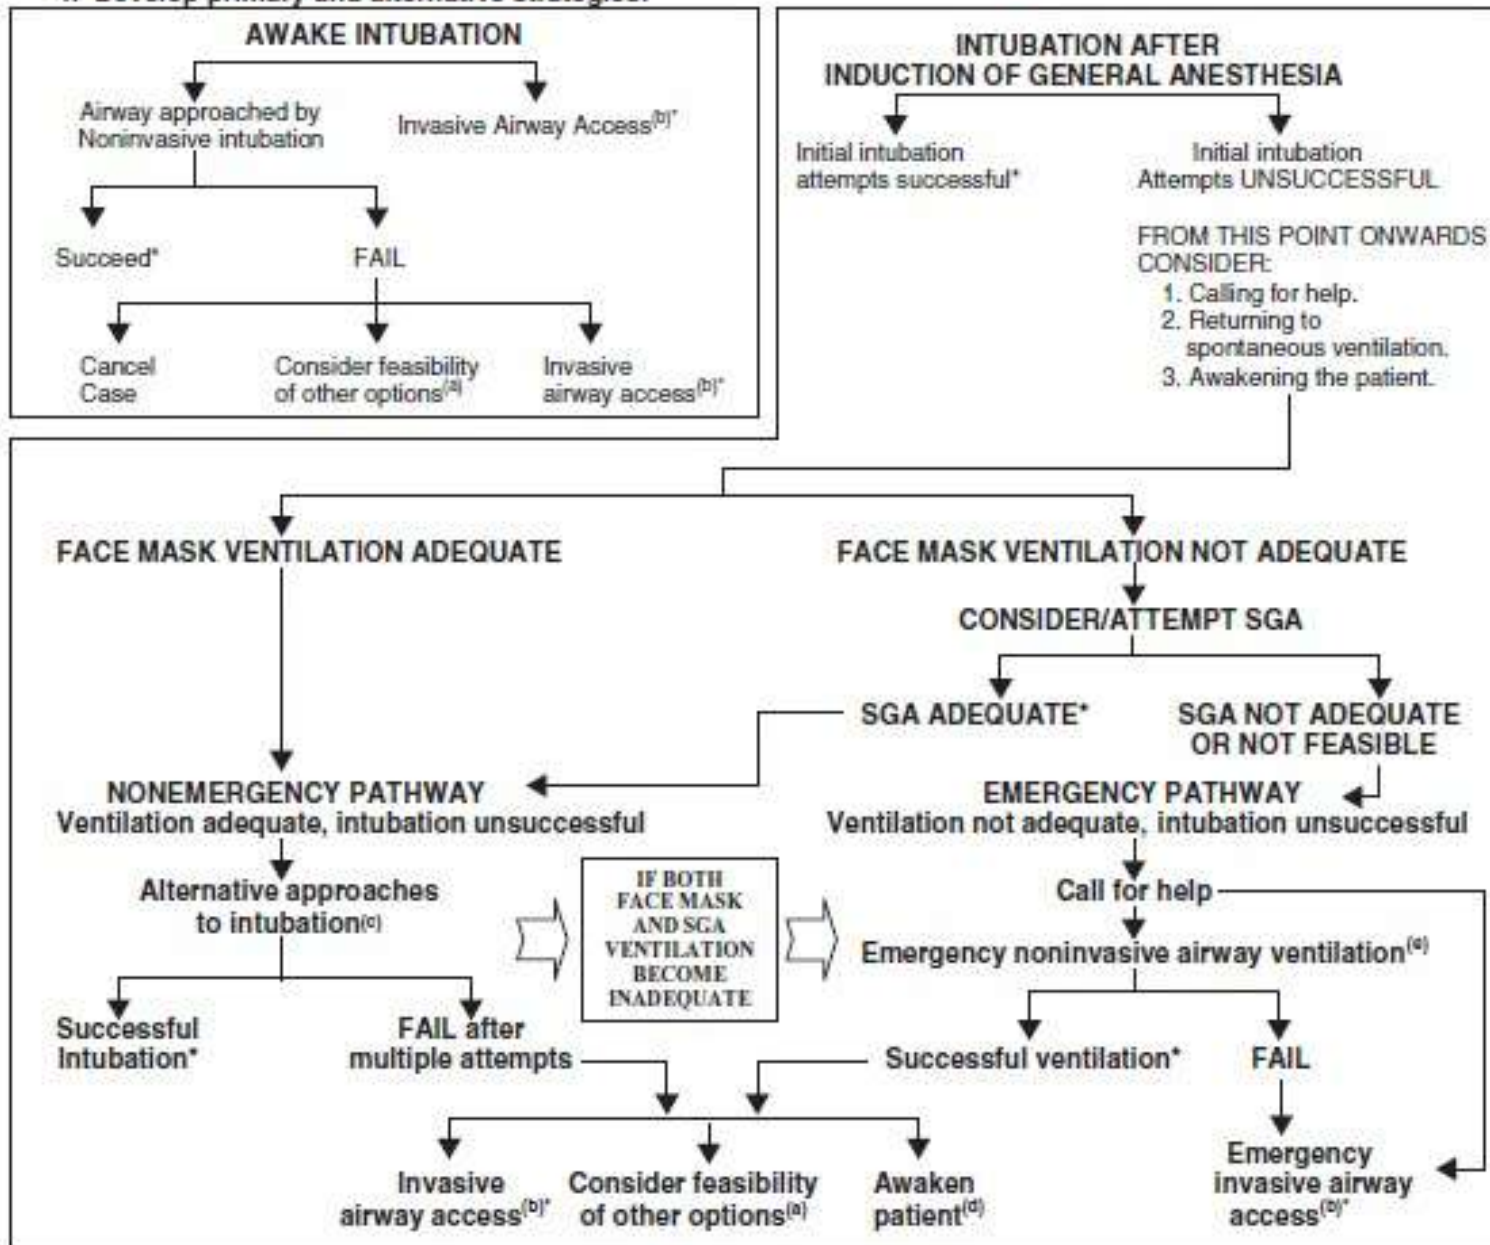 4. Develop primary and alternative strategies:
AWAKE INTUBATION
Airway approached by
Noninvasive intubation
Invasive Airway Access(b)*
Succeed*
FAIL
Cancel
Case
Consider feasibility
of other options(a)
Invasive
airway access(b)*
INTUBATION AFTER
INDUCTION OF GENERAL ANESTHESIA
Initial intubation
attempts successful*
Initial intubation
Attempts UNSUCCESSFUL
FROM THIS POINT ONWARDS
CONSIDER:
1. Calling for help.
2. Returning to
spontaneous ventilation.
3. Awakening the patient.
FACE MASK VENTILATION ADEQUATE
FACE MASK VENTILATION NOT ADEQUATE
CONSIDER/ATTEMPT SGA
SGA ADEQUATE*
SGA NOT ADEQUATE
OR NOT FEASIBLE
NONEMERGENCY PATHWAY
Ventilation adequate, intubation unsuccessful
EMERGENCY PATHWAY
Ventilation not adequate, intubation unsuccessful
Alternative approaches
to intubation(c)
IF BOTH
FACE MASK
AND SGA
VENTILATION
BECOME
INADEQUATE
Call for help
Emergency noninvasive airway ventilation(e)
Successful
Intubation*
FAIL after
multiple attempts
Successful ventilation*
FAIL
Invasive
airway access(b)*
Consider feasibility
of other options(a)
Awaken
patient(d)
Emergency
invasive airway
access(b)*